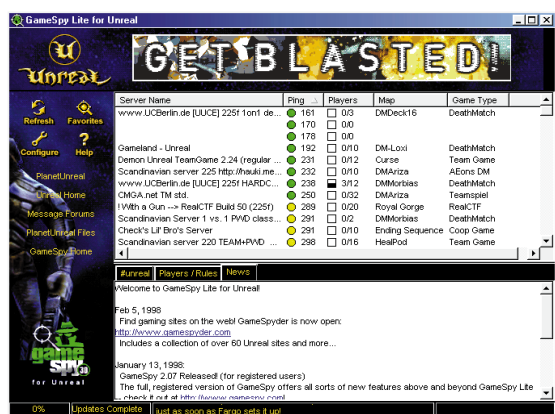 GameSpy Lite for Unreal
Unreal
GET BLASTED!
Refresh Favorites
Configure Help
PlanetUnreal
Unreal Home
Message Forums
PlanetUnreal Files
GameSpy Home
game
SPY 3D
for Unreal
Server Name Ping Players Map Game Type
www.UCBerlin.de [UUCE] 225f 1on1 de... 161 0/3 DMDeck16 DeathMatch
170 0/0
178 0/0
Gameland - Unreal 192 0/10 DM-Loxi DeathMatch
Demon Unreal TeamGame 2.24 (regular ... 231 0/12 Curse Team Game
Scandinavian server 225 http://nauki.me... 232 0/10 DMAriza AEons DM
www.UCBerlin.de [UUCE] 225f HARDC... 238 3/12 DMMorbias DeathMatch
CMGA.net TM std. 250 0/32 DMAriza Teamspiel
! With a Gun --> RealCTF Build 50 (225f) 289 0/20 Royal Gorge RealCTF
Scandinavian Server 1 vs. 1 PWD class... 291 0/2 DMMorbias DeathMatch
Check's Lil' Bro's Server 291 0/10 Ending Sequence Coop Game
Scandinavian server 220 TEAM+PWD ... 298 0/16 HealPod Team Game
#unreal Players / Rules News
Welcome to GameSpy Lite for Unreal!
Feb 5, 1998
Find gaming sites on the web! GameSpyder is now open:
http://www.gamespyder.com
Includes a collection of over 60 Unreal sites and more...
January 13, 1998:
GameSpy 2.07 Released! (for registered users)
The full, registered version of GameSpy offers all sorts of new features above and beyond GameSpy Lite
-- check it out at http://www.gamespy.com
0% Updates Complete just as soon as Fargo sets it up!